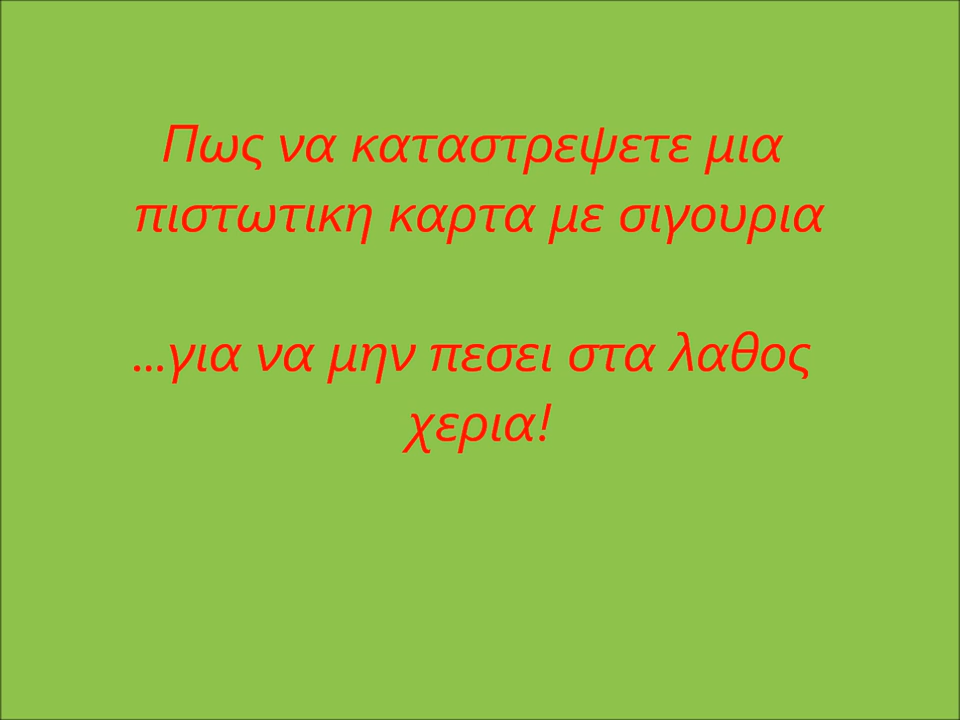 Πως να καταστρεψετε μια
πιστωτικη καρτα με σιγουρια
...για να μην πεσει στα λαθος
χερια!